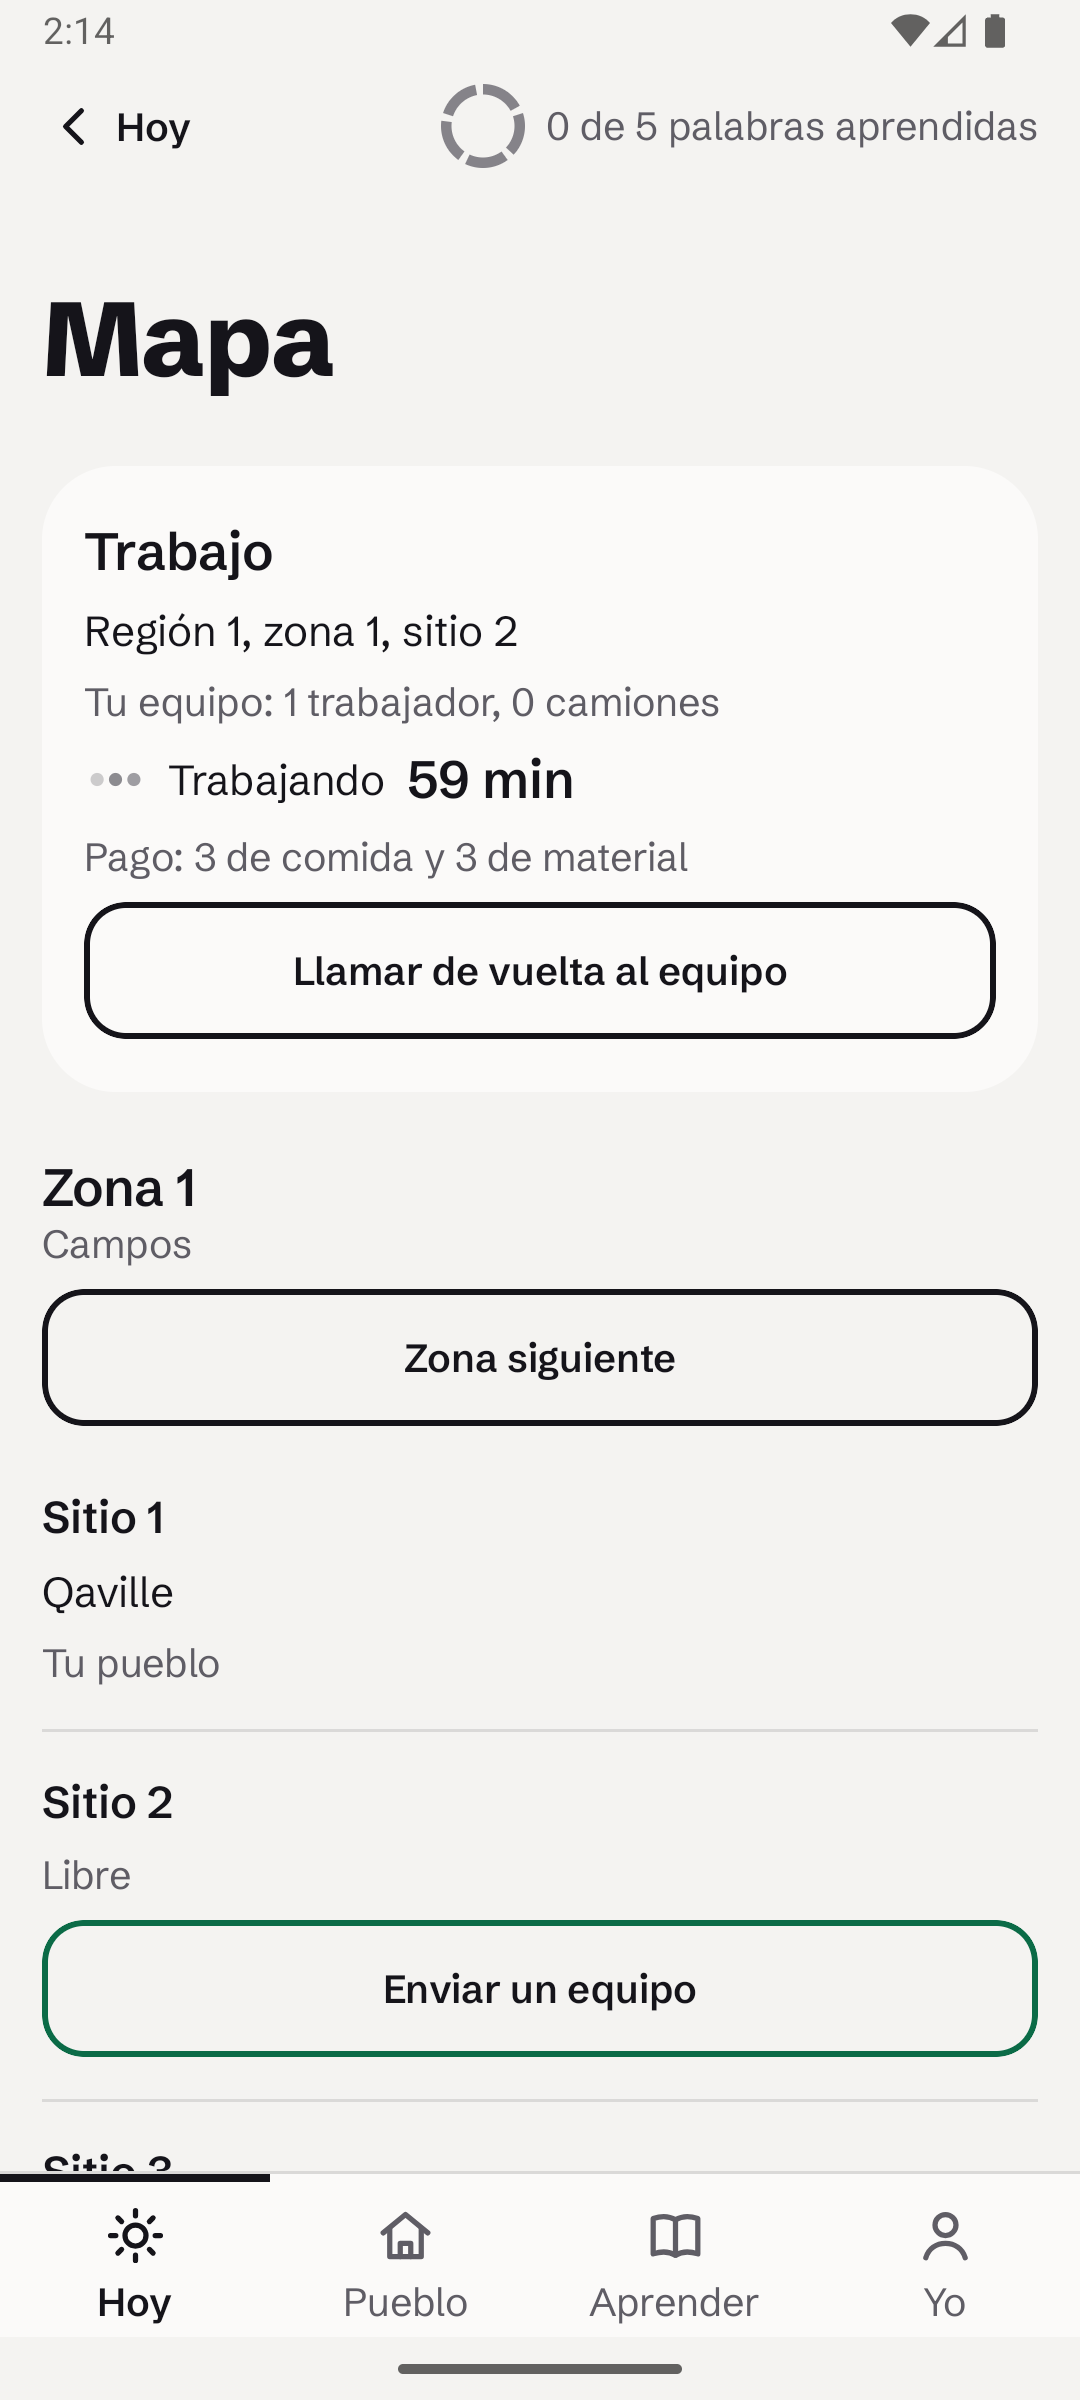 2:14
Hoy
0 de 5 palabras aprendidas
Mapa
Trabajo
Región 1, zona 1, sitio 2
Tu equipo: 1 trabajador, 0 camiones
Trabajando 59 min
Pago: 3 de comida y 3 de material
Llamar de vuelta al equipo
Zona 1
Campos
Zona siguiente
Sitio 1
Qaville
Tu pueblo
Sitio 2
Libre
Enviar un equipo
Sitio 3
Hoy
Pueblo
Aprender
Yo